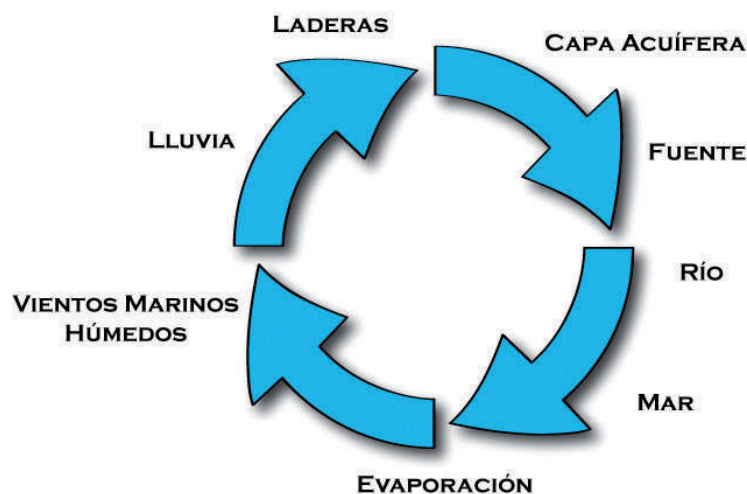 LADERAS
CAPA ACUÍFERA
LLUVIA
FUENTE
RÍO
VIENTOS MARINOS
HÚMEDOS
MAR
EVAPORACIÓN